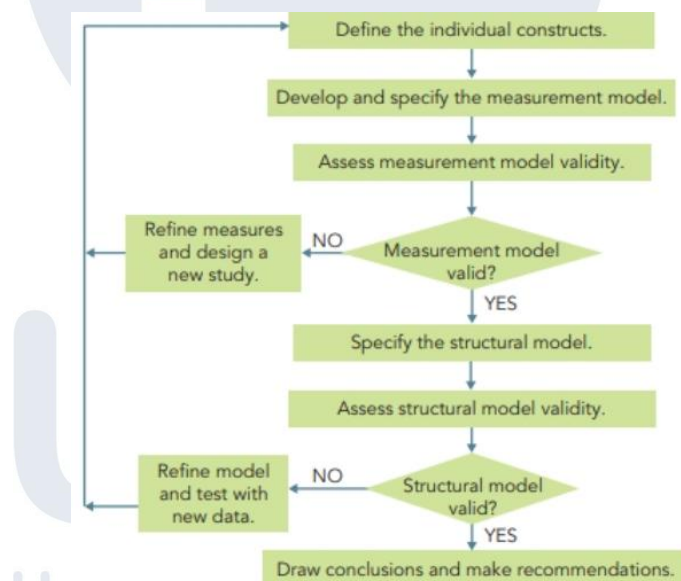 Define the individual constructs.
Develop and specify the measurement model.
Assess measurement model validity.
Refine measures
and design a
new study.
NO
Measurement model
valid?
YES
Specify the structural model.
Assess structural model validity.
Refine model
and test with
new data.
NO
Structural model
valid?
YES
Draw conclusions and make recommendations.